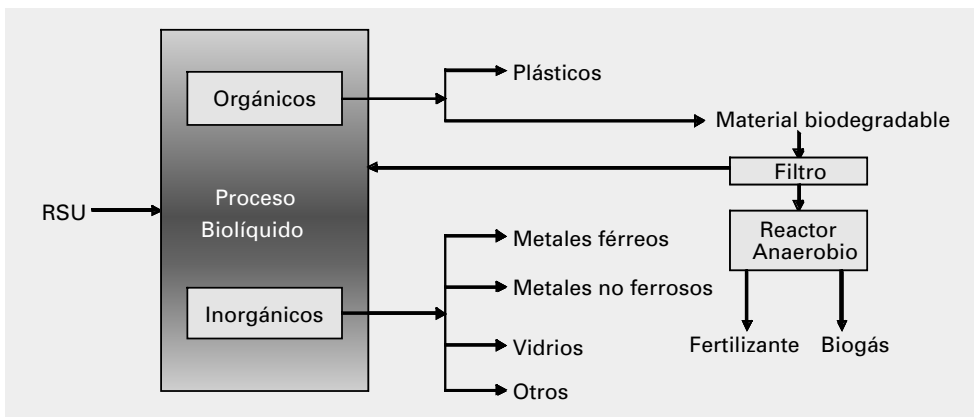 Plásticos
Orgánicos
Material biodegradable
Filtro
RSU
Proceso
Biolíquido
Reactor
Anaerobio
Metales férreos
Metales no ferrosos
Inorgánicos
Fertilizante
Biogás
Vidrios
Otros